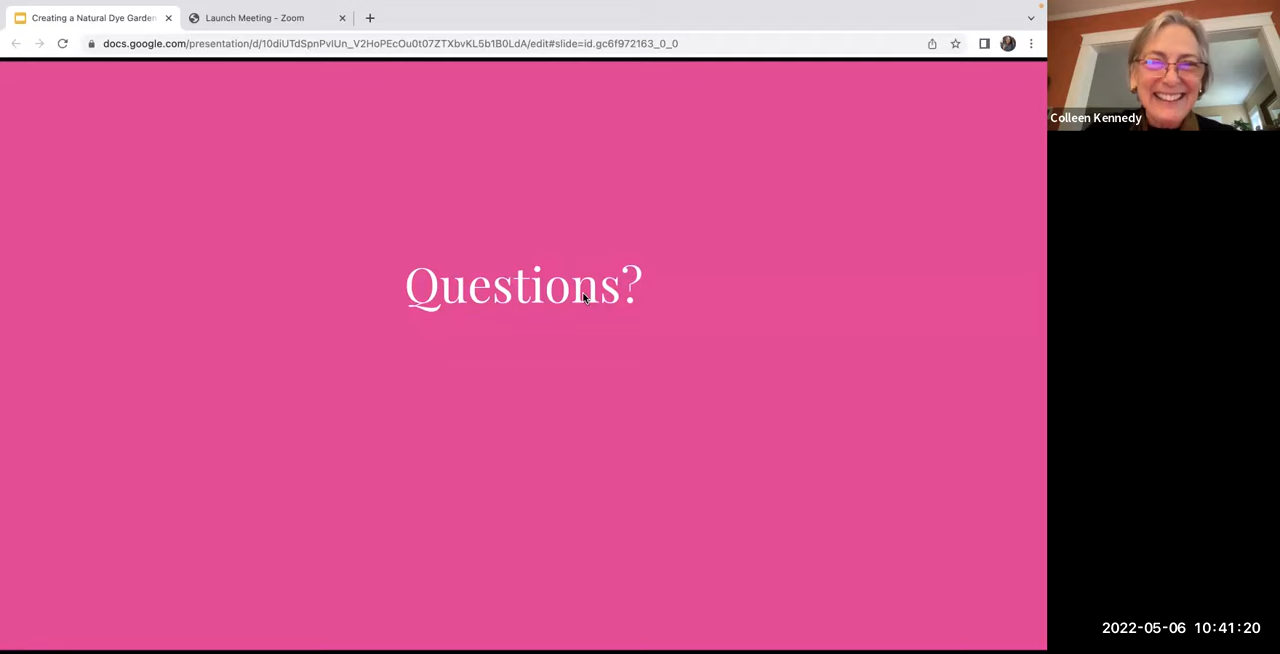 Creating a Natural Dye Garden
Launch Meeting - Zoom
docs.google.com/presentation/d/10diUTdSpnPvIUn_V2HoPEcOu0t07ZTXbvKL5b1B0LdA/edit#slide=id.gc6f972163_0_0
Colleen Kennedy
Questions?
2022-05-06 10:41:20